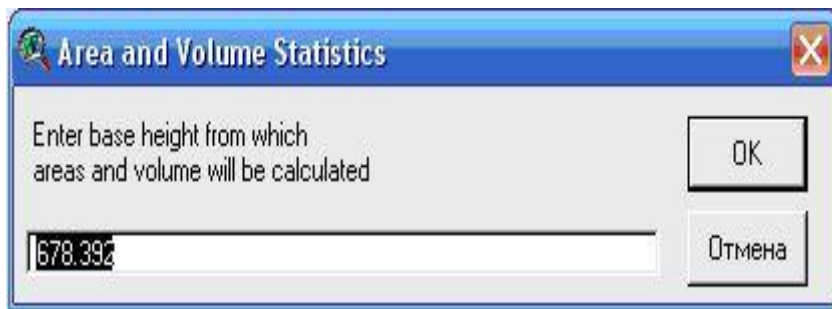 Area and Volume Statistics
Enter base height from which
areas and volume will be calculated
OK
678.392
Отмена